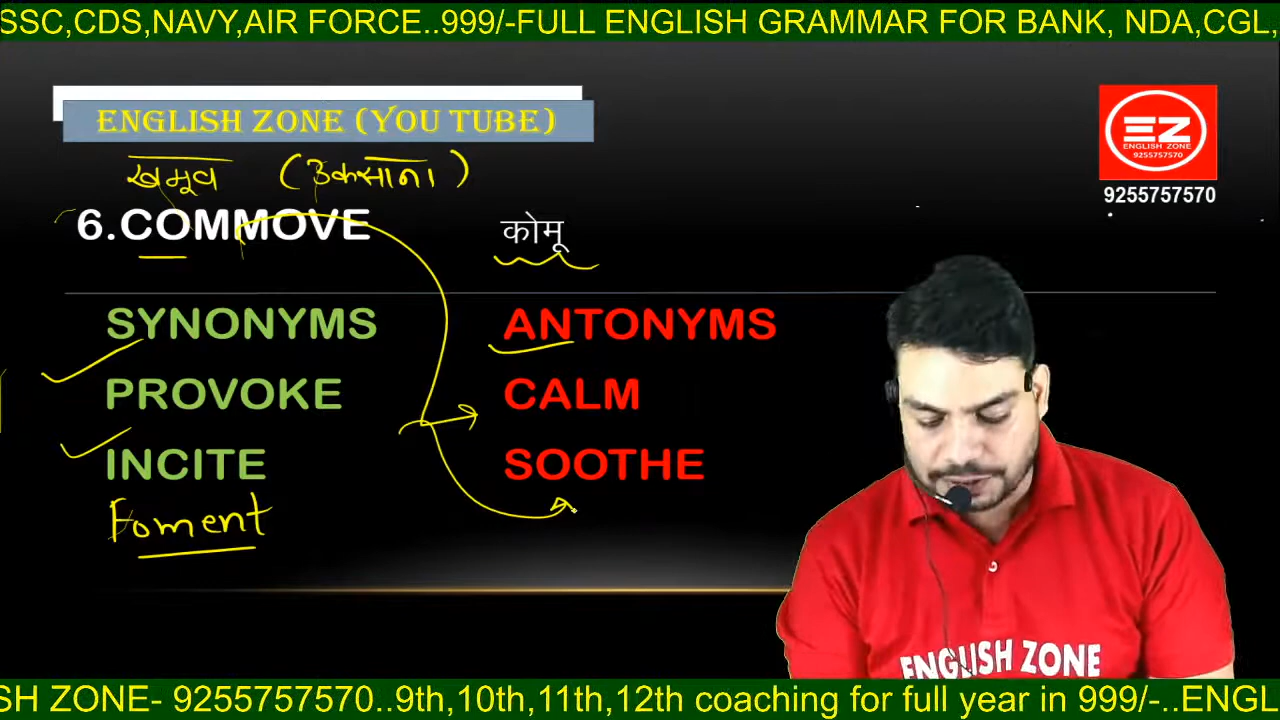 SSC,CDS,NAVY,AIR FORCE..999/-FULL ENGLISH GRAMMAR FOR BANK, NDA,CGL,
ENGLISH ZONE (YOU TUBE)
EZ
ENGLISH ZONE
9255757570
9255757570
खमूव (उकसाना)
6.COMMOVE
कोमू
SYNONYMS
ANTONYMS
PROVOKE
CALM
INCITE
SOOTHE
Foment
ENGLISH ZONE
SH ZONE- 9255757570..9th,10th,11th,12th coaching for full year in 999/-..ENGL